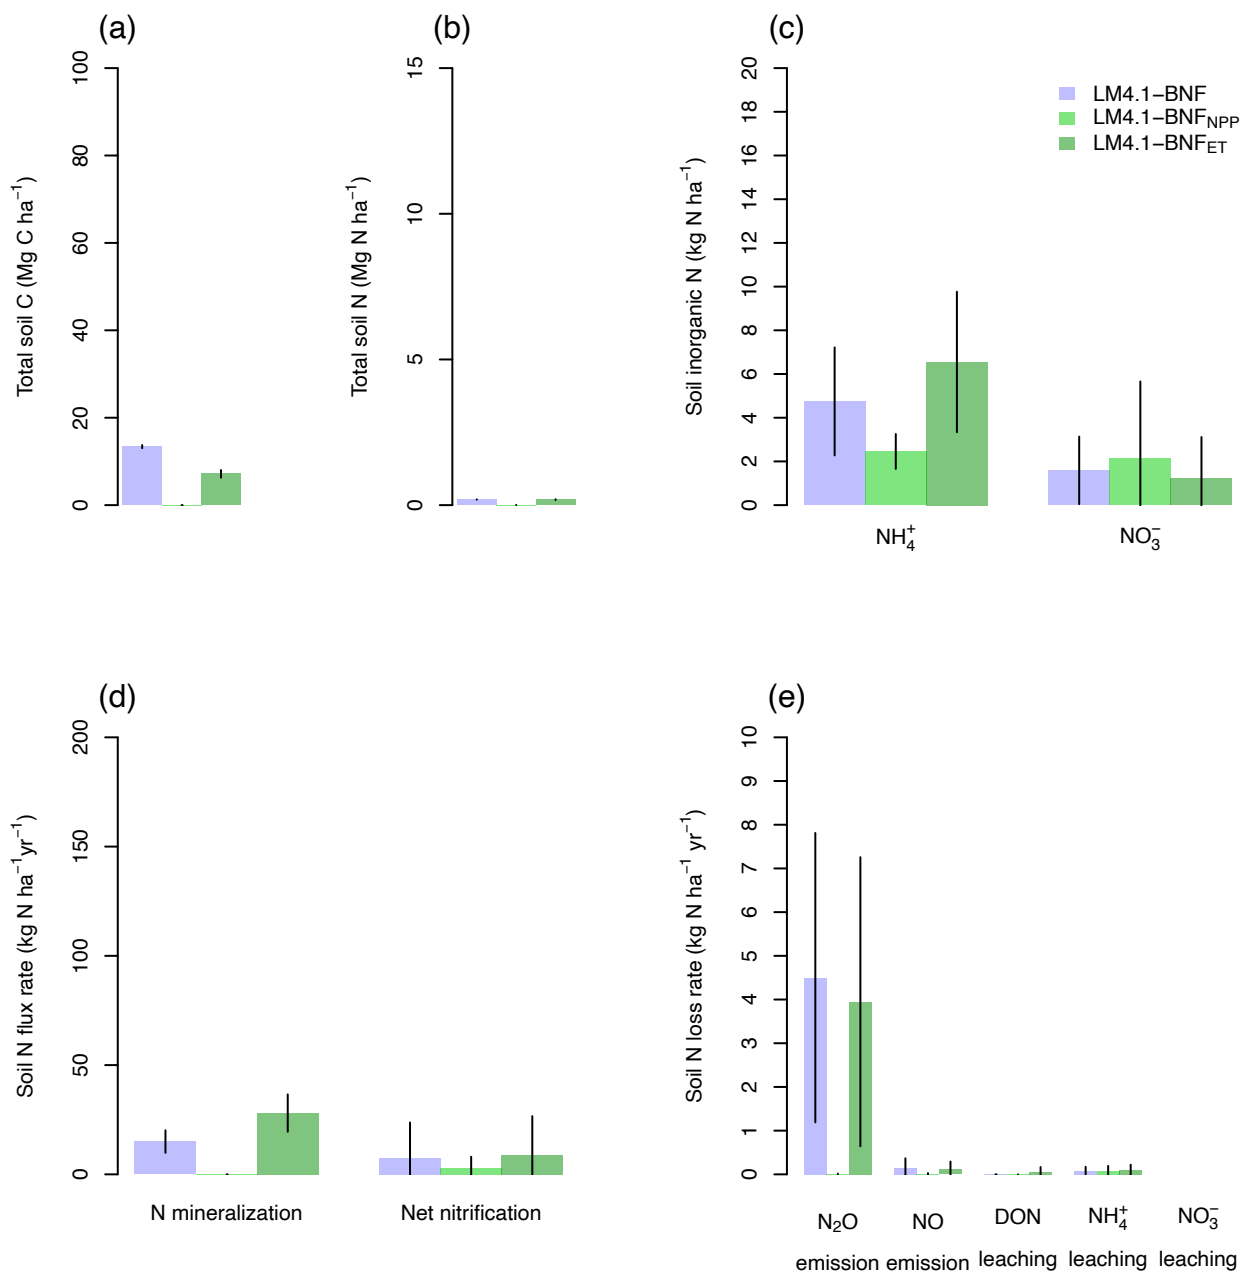 (a)
Total soil C (Mg C ha⁻¹)
100
80
60
40
20
0
(b)
Total soil N (Mg N ha⁻¹)
15
10
5
0
(c)
Soil inorganic N (kg N ha⁻¹)
20
18
16
14
12
10
8
6
4
2
0
LM4.1−BNF
LM4.1−BNF_NPP
LM4.1−BNF_ET
NH₄⁺ NO₃⁻
(d)
Soil N flux rate (kg N ha⁻¹yr⁻¹)
200
150
100
50
0
N mineralization Net nitrification
(e)
Soil N loss rate (kg N ha⁻¹ yr⁻¹)
10
9
8
7
6
5
4
3
2
1
0
N₂O NO DON NH₄⁺ NO₃⁻
emission emission leaching leaching leaching